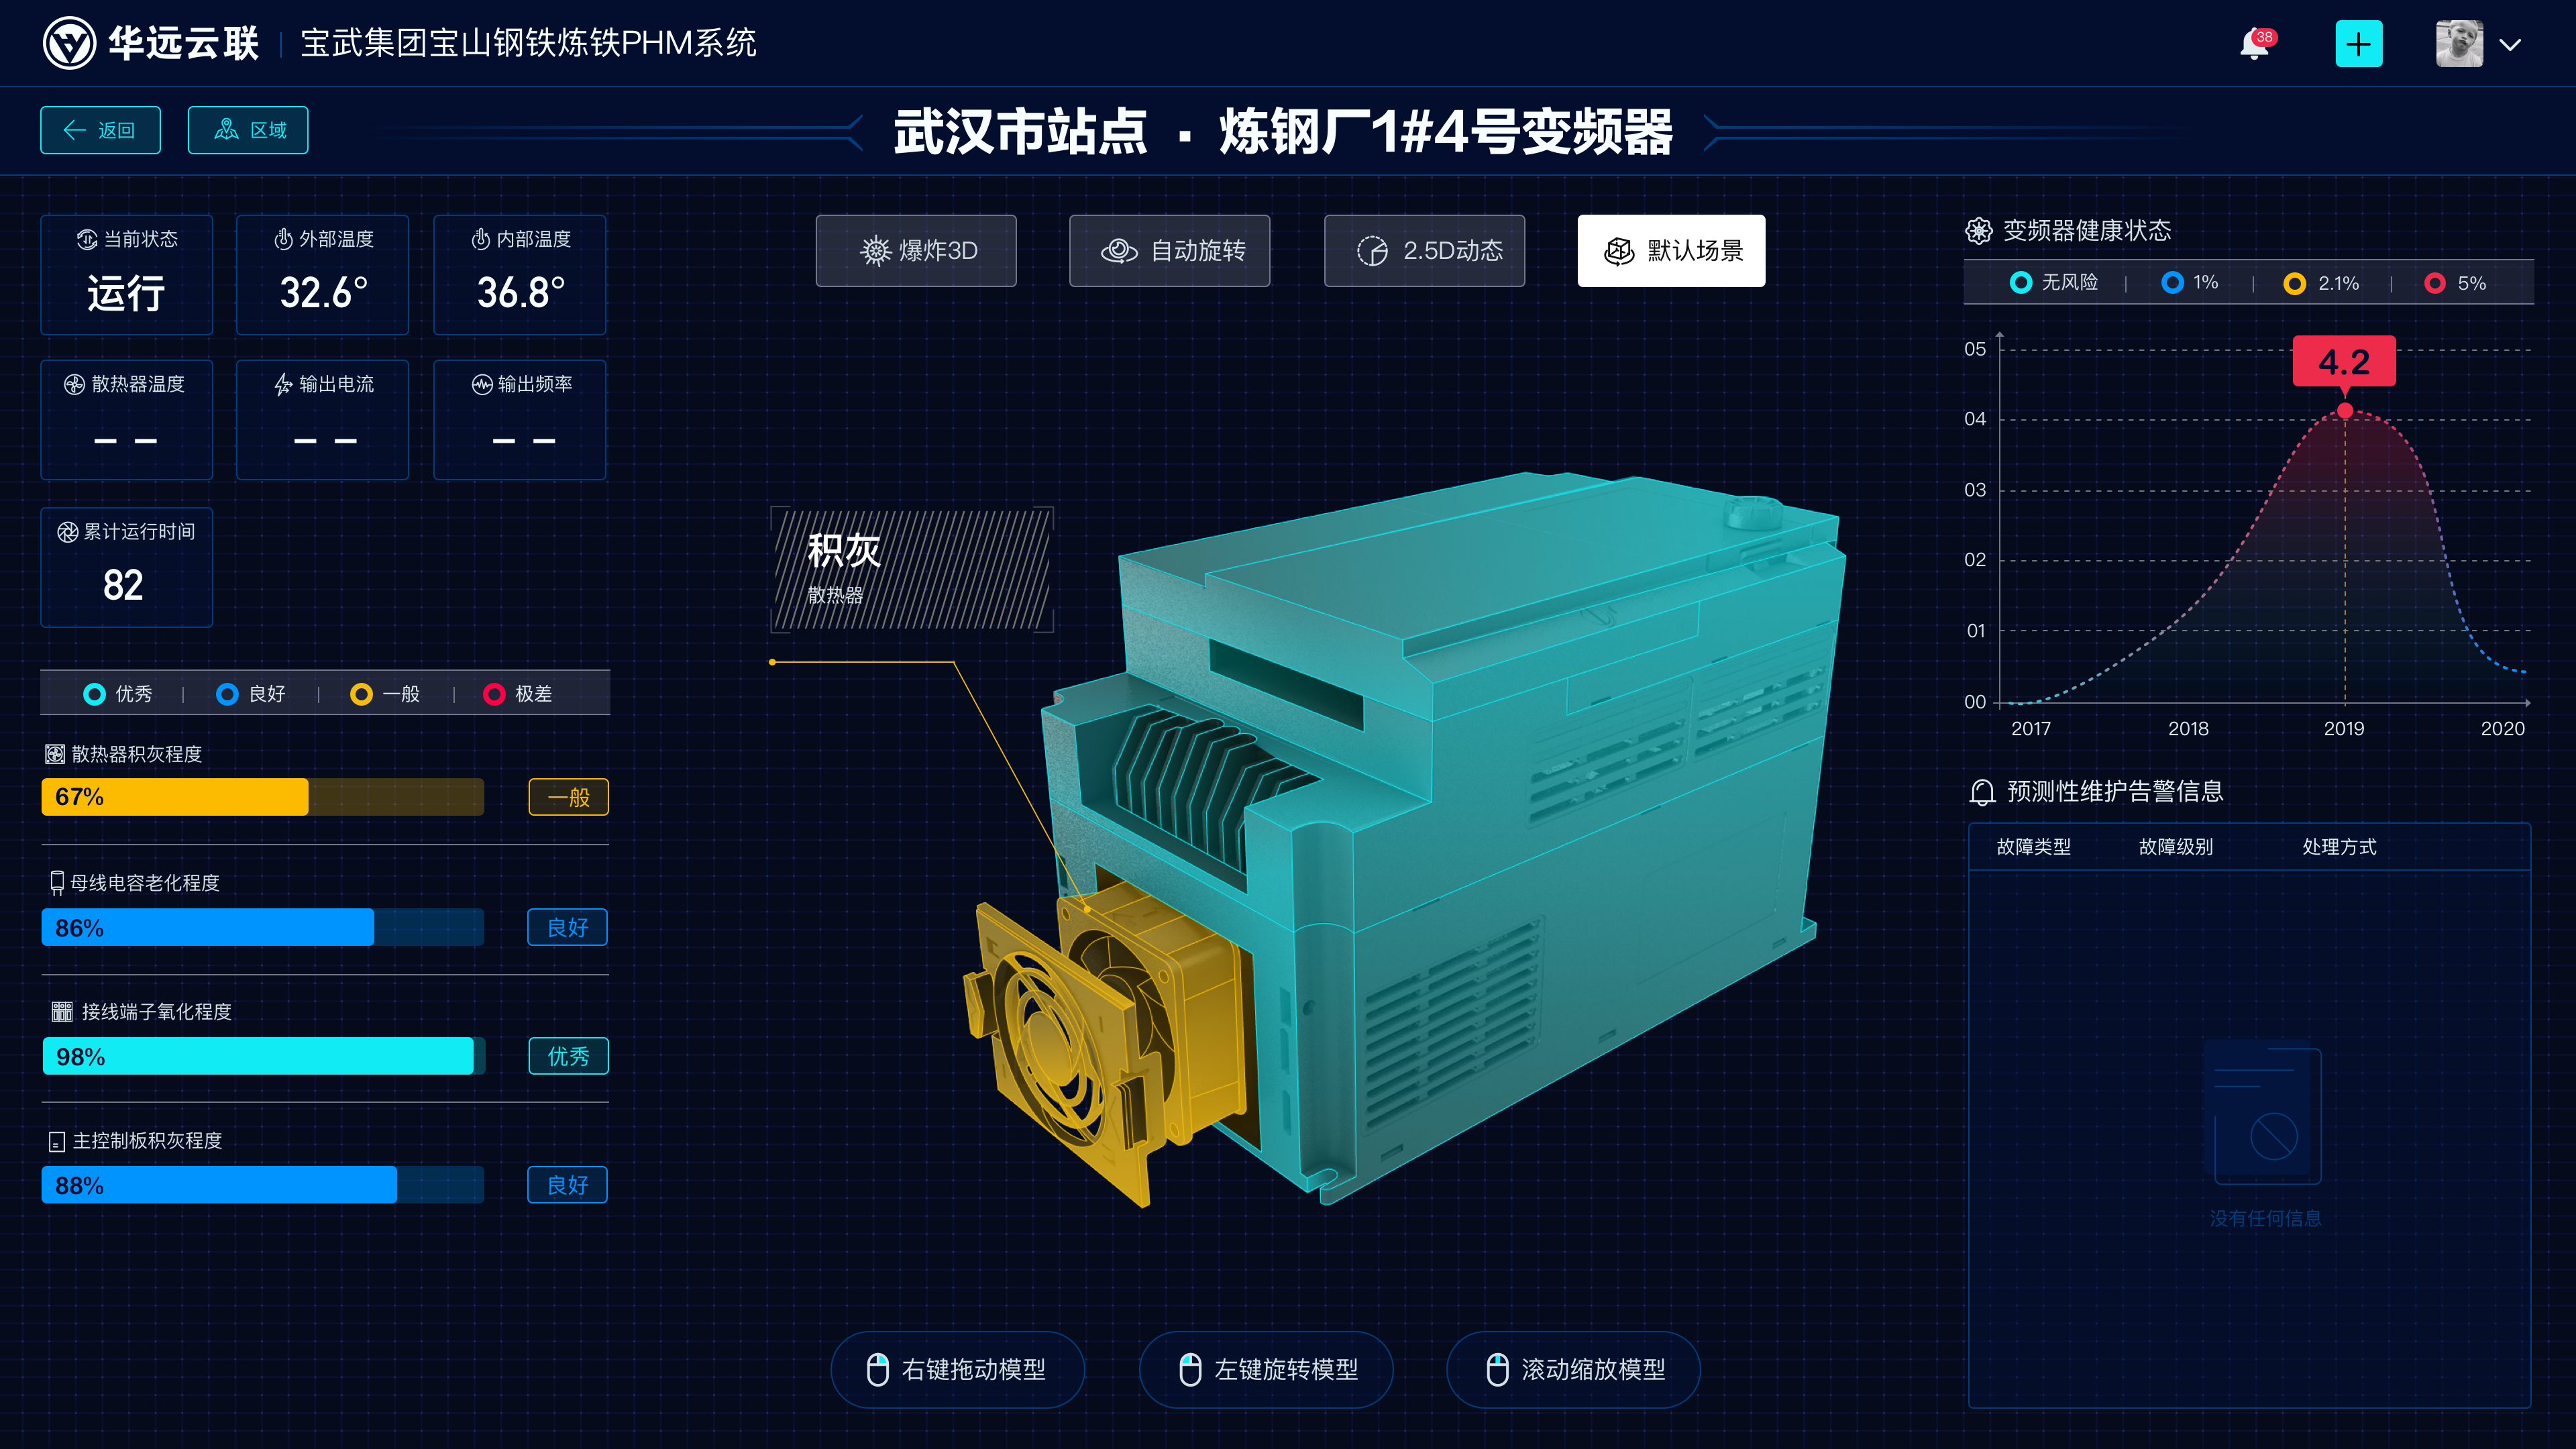 华远云联
宝武集团宝山钢铁炼铁PHM系统
38
返回
区域
武汉市站点 · 炼钢厂1#4号变频器
当前状态
运行
外部温度
32.6°
内部温度
36.8°
散热器温度
– –
输出电流
– –
输出频率
– –
累计运行时间
82
优秀 | 良好 | 一般 | 极差
散热器积灰程度
67%
一般
母线电容老化程度
86%
良好
接线端子氧化程度
98%
优秀
主控制板积灰程度
88%
良好
爆炸3D
自动旋转
2.5D动态
默认场景
积灰
散热器
右键拖动模型
左键旋转模型
滚动缩放模型
变频器健康状态
无风险 | 1% | 2.1% | 5%
4.2
05
04
03
02
01
00
2017 2018 2019 2020
预测性维护告警信息
故障类型 故障级别 处理方式
没有任何信息